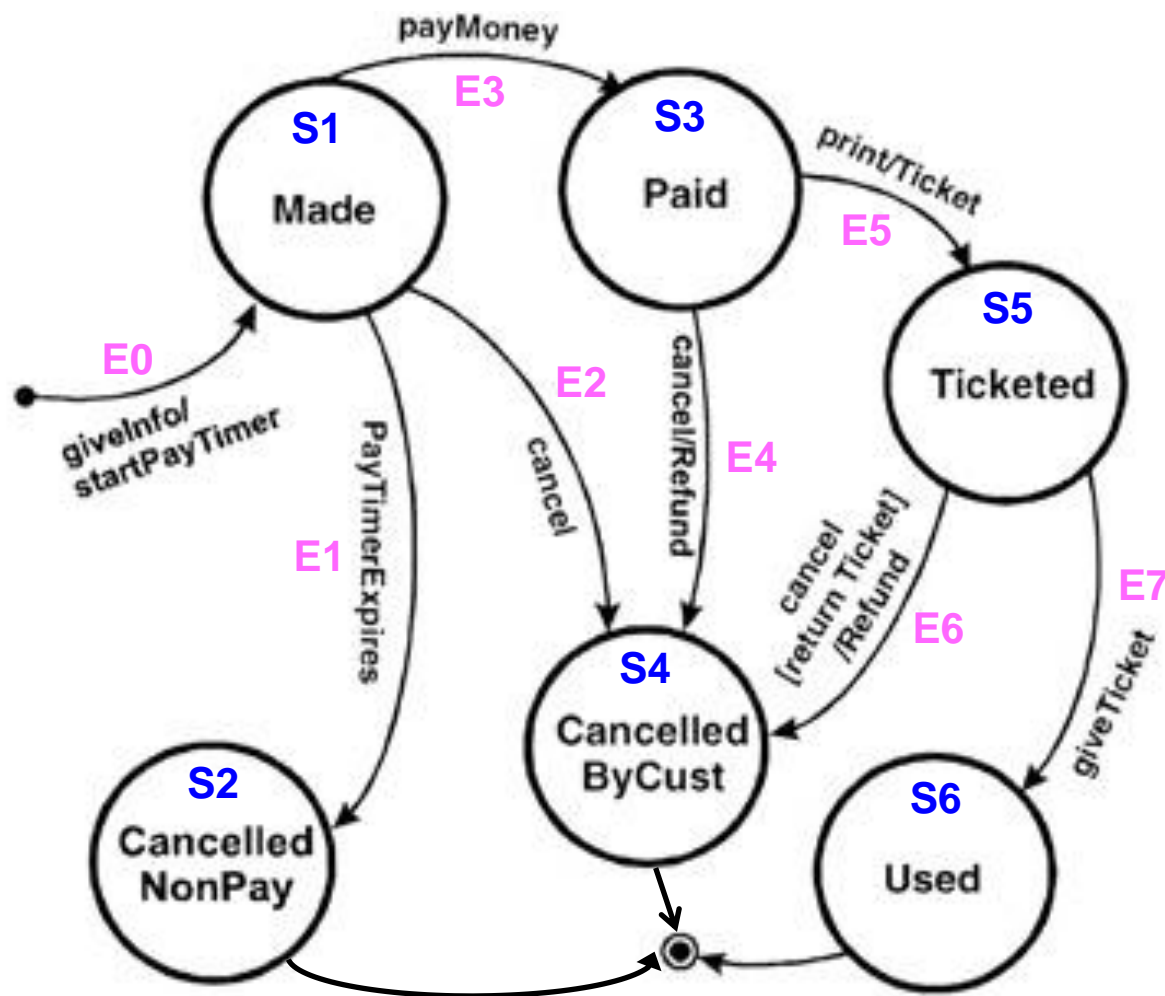 payMoney
E3
S1
Made
S3
Paid
print/Ticket
E5
S5
Ticketed
E0
giveInfo/
startPayTimer
E1
PayTimerExpires
E2
cancel
cancel/Refund
E4
cancel
[return Ticket]
/Refund
E6
E7
giveTicket
S4
Cancelled
ByCust
S2
Cancelled
NonPay
S6
Used